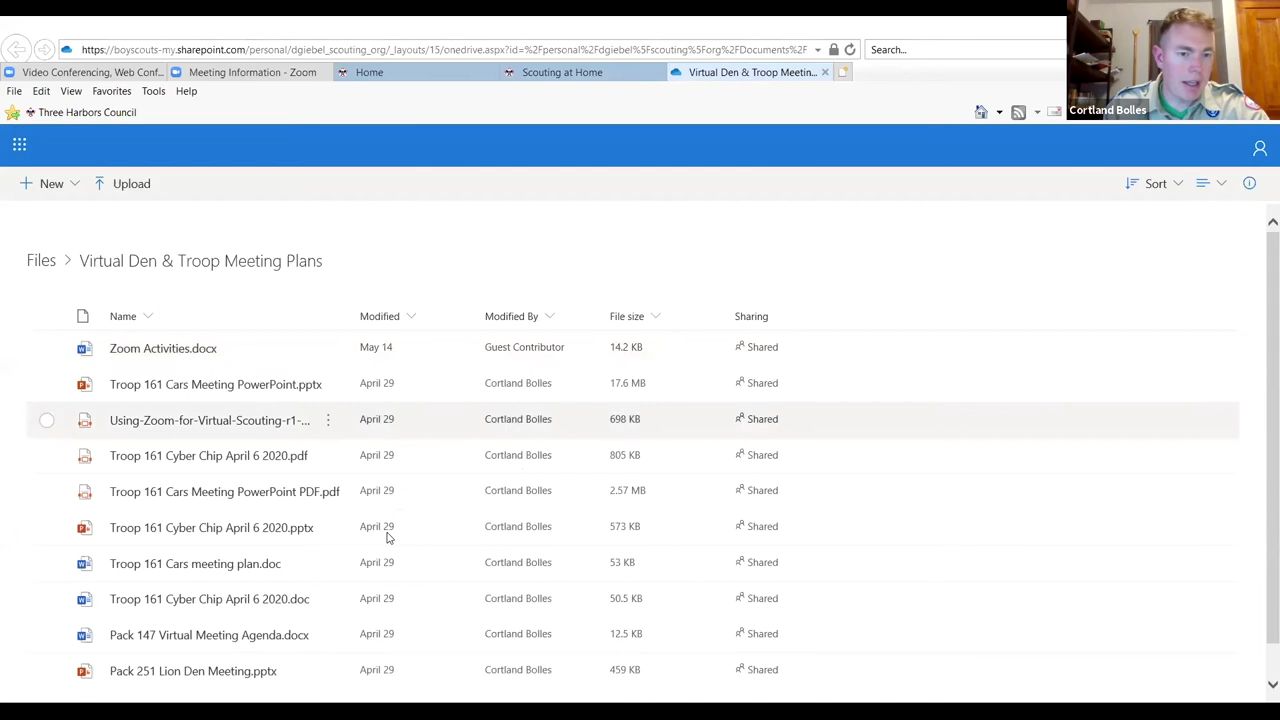 https://boyscouts-my.sharepoint.com/personal/dgiebel_scouting_org/_layouts/15/onedrive.aspx?id=%2Fpersonal%2Fdgiebel%5Fscouting%5Forg%2FDocuments%2F
Search...
Video Conferencing, Web Conf...
Meeting Information - Zoom
Home
Scouting at Home
Virtual Den & Troop Meetin...
File Edit View Favorites Tools Help
Three Harbors Council
Cortland Bolles
New Upload Sort
Files > Virtual Den & Troop Meeting Plans
Name Modified Modified By File size Sharing
Zoom Activities.docx May 14 Guest Contributor 14.2 KB Shared
Troop 161 Cars Meeting PowerPoint.pptx April 29 Cortland Bolles 17.6 MB Shared
Using-Zoom-for-Virtual-Scouting-r1-... April 29 Cortland Bolles 698 KB Shared
Troop 161 Cyber Chip April 6 2020.pdf April 29 Cortland Bolles 805 KB Shared
Troop 161 Cars Meeting PowerPoint PDF.pdf April 29 Cortland Bolles 2.57 MB Shared
Troop 161 Cyber Chip April 6 2020.pptx April 29 Cortland Bolles 573 KB Shared
Troop 161 Cars meeting plan.doc April 29 Cortland Bolles 53 KB Shared
Troop 161 Cyber Chip April 6 2020.doc April 29 Cortland Bolles 50.5 KB Shared
Pack 147 Virtual Meeting Agenda.docx April 29 Cortland Bolles 12.5 KB Shared
Pack 251 Lion Den Meeting.pptx April 29 Cortland Bolles 459 KB Shared